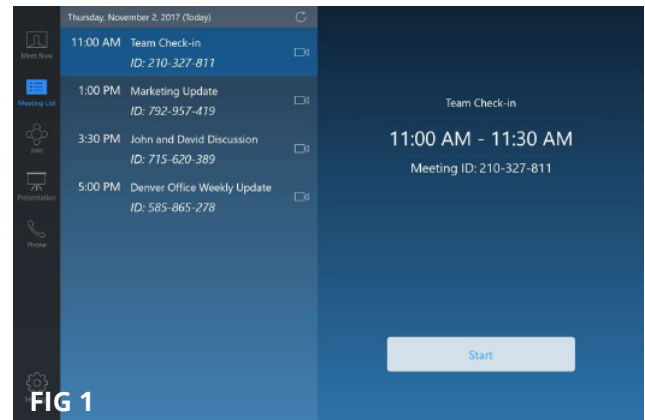 Thursday, November 2, 2017 (Today)
Meet Now
Meeting List
Join
Presentation
Phone
11:00 AM Team Check-in
ID: 210-327-811
1:00 PM Marketing Update
ID: 792-957-419
3:30 PM John and David Discussion
ID: 715-620-389
5:00 PM Denver Office Weekly Update
ID: 585-865-278
Team Check-in
11:00 AM - 11:30 AM
Meeting ID: 210-327-811
Start
FIG 1